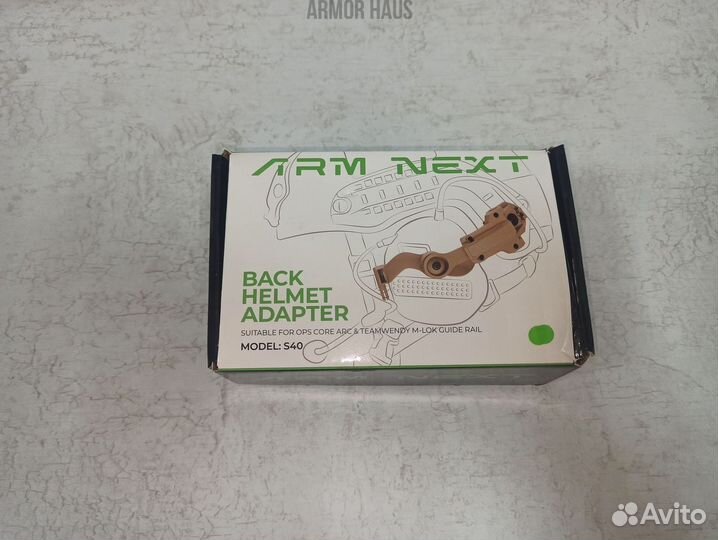 ARMOR HAUS
ARM NEXT
BACK
HELMET
ADAPTER
SUITABLE FOR OPS CORE ARC & TEAMWENDY M-LOK GUIDE RAIL
MODEL: S40
Avito